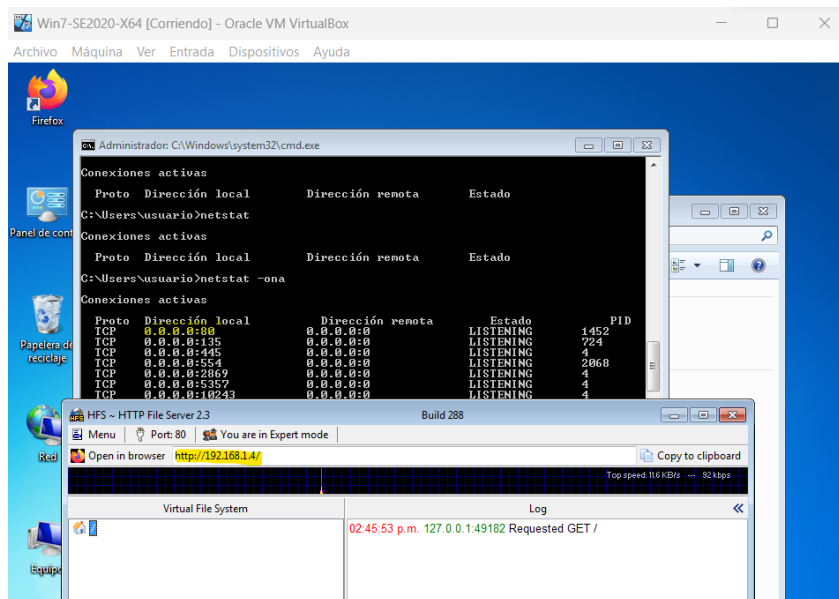 Win7-SE2020-X64 [Corriendo] - Oracle VM VirtualBox
Archivo Máquina Ver Entrada Dispositivos Ayuda
Firefox
Panel de cont
Papelera de
reciclaje
Red
Equipo
Administrador: C:\Windows\system32\cmd.exe
Conexiones activas
Proto Dirección local Dirección remota Estado
C:\Users\usuario>netstat
Conexiones activas
Proto Dirección local Dirección remota Estado
C:\Users\usuario>netstat -ona
Conexiones activas
Proto Dirección local Dirección remota Estado PID
TCP 0.0.0.0:80 0.0.0.0:0 LISTENING 1452
TCP 0.0.0.0:135 0.0.0.0:0 LISTENING 724
TCP 0.0.0.0:445 0.0.0.0:0 LISTENING 4
TCP 0.0.0.0:554 0.0.0.0:0 LISTENING 2068
TCP 0.0.0.0:2869 0.0.0.0:0 LISTENING 4
TCP 0.0.0.0:5357 0.0.0.0:0 LISTENING 4
TCP 0.0.0.0:10243 0.0.0.0:0 LISTENING 4
HFS ~ HTTP File Server 2.3 Build 288
Menu Port: 80 You are in Expert mode
Open in browser http://192.168.1.4/ Copy to clipboard
Top speed: 11.6 KB/s --- 92 kbps
Virtual File System Log
/
02:45:53 p.m. 127.0.0.1:49182 Requested GET /